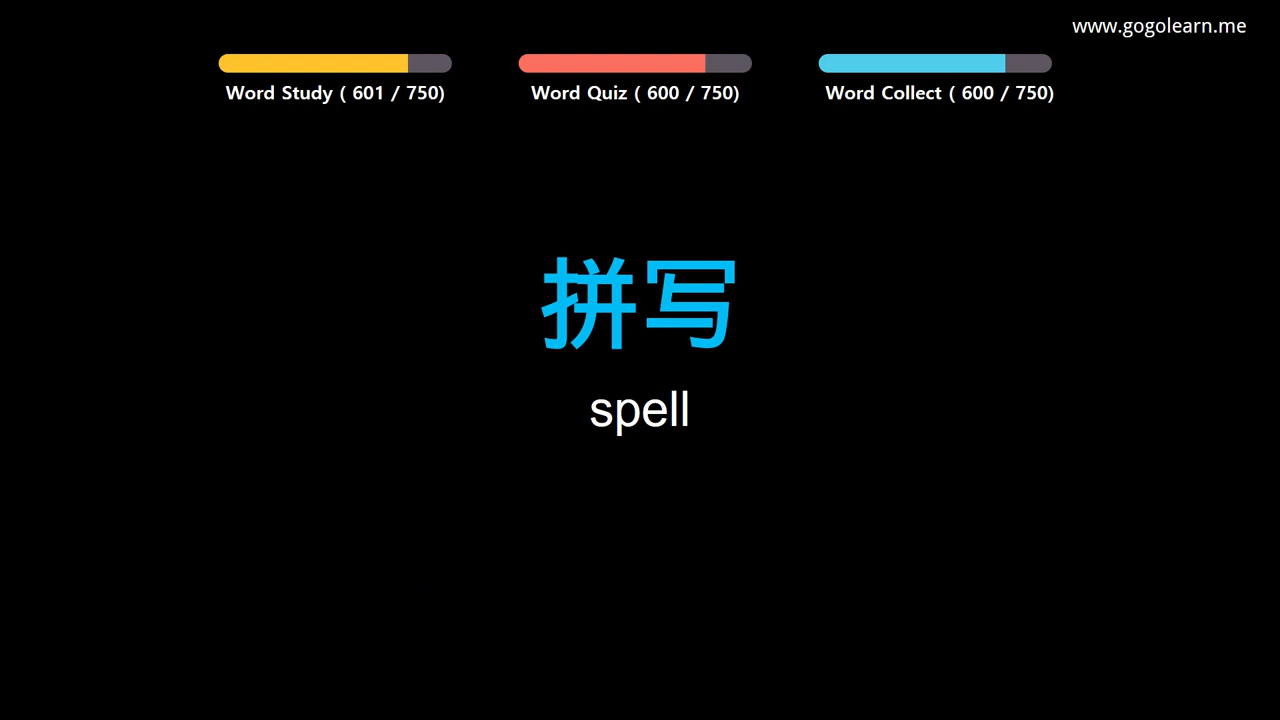 www.gogolearn.me
Word Study ( 601 / 750)
Word Quiz ( 600 / 750)
Word Collect ( 600 / 750)
拼写
spell